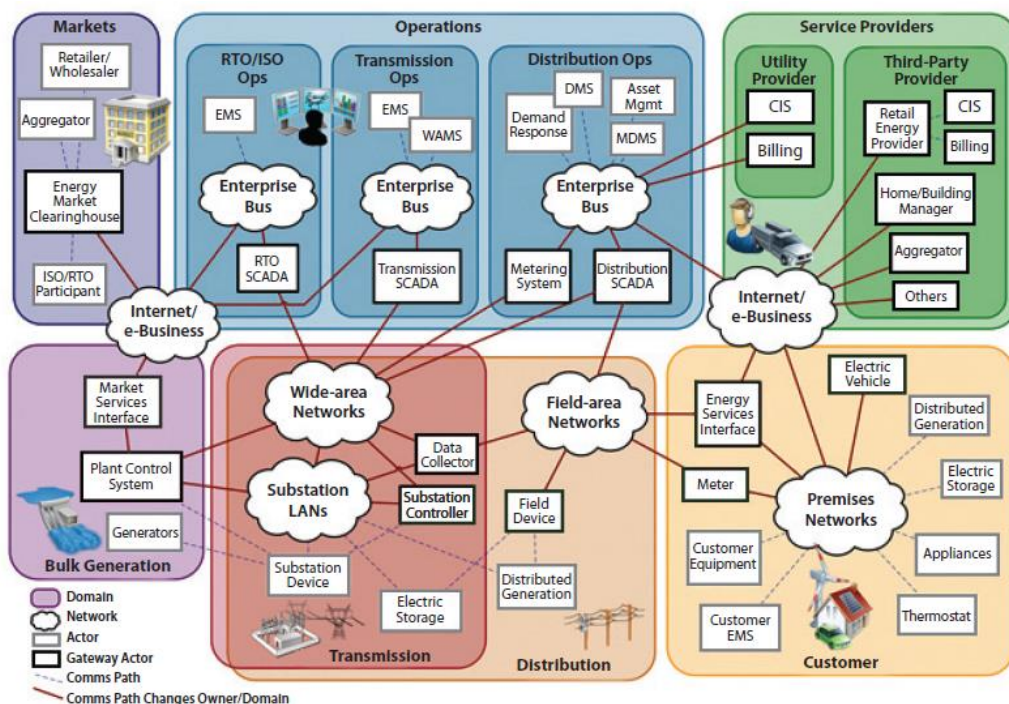 Markets
Retailer/
Wholesaler
Aggregator
Energy
Market
Clearinghouse
ISO/RTO
Participant
Operations
RTO/ISO
Ops
EMS
Enterprise
Bus
RTO
SCADA
Transmission
Ops
EMS
WAMS
Enterprise
Bus
Transmission
SCADA
Distribution Ops
DMS
Asset
Mgmt
Demand
Response
MDMS
Enterprise
Bus
Metering
System
Distribution
SCADA
Service Providers
Utility
Provider
CIS
Billing
Third-Party
Provider
Retail
Energy
Provider
CIS
Billing
Home/Building
Manager
Aggregator
Others
Internet/
e-Business
Internet/
e-Business
Market
Services
Interface
Plant Control
System
Generators
Bulk Generation
Wide-area
Networks
Substation
LANs
Data
Collector
Substation
Controller
Substation
Device
Electric
Storage
Transmission
Field-area
Networks
Field
Device
Distributed
Generation
Distribution
Energy
Services
Interface
Electric
Vehicle
Distributed
Generation
Meter
Premises
Networks
Electric
Storage
Customer
Equipment
Appliances
Customer
EMS
Thermostat
Customer
Domain
Network
Actor
Gateway Actor
Comms Path
Comms Path Changes Owner/Domain